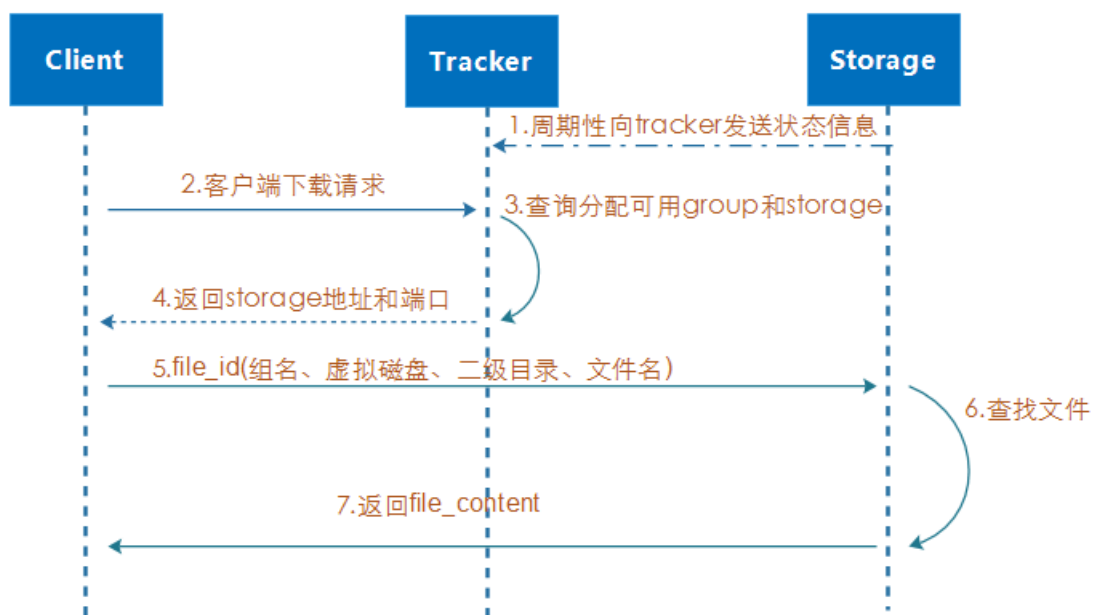 Client
Tracker
Storage
1.周期性向tracker发送状态信息
2.客户端下载请求
3.查询分配可用group和storage
4.返回storage地址和端口
5.file_id(组名、虚拟磁盘、二级目录、文件名)
6.查找文件
7.返回file_content